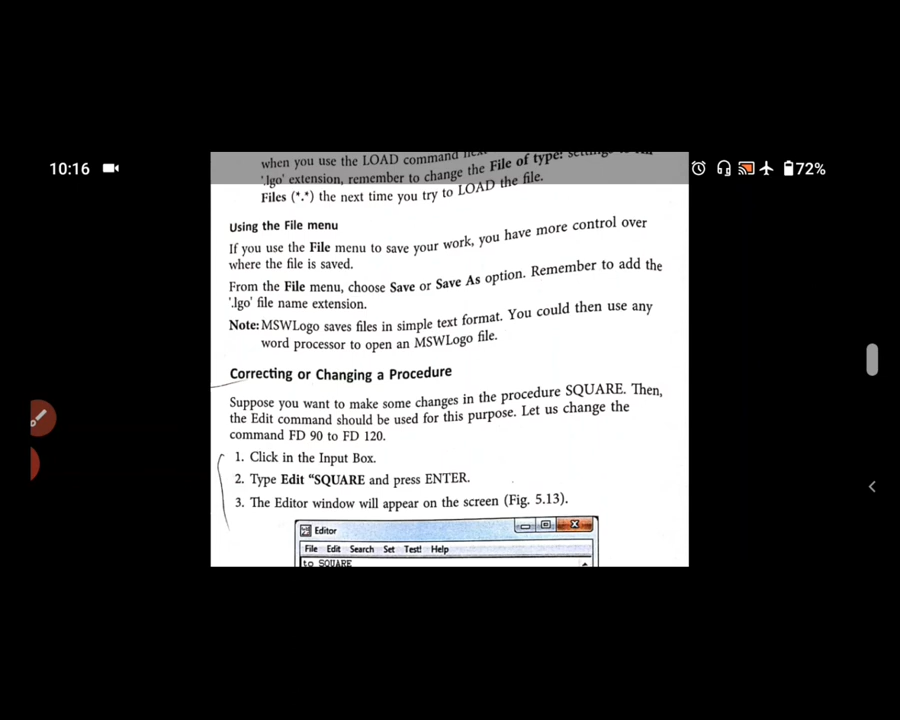 10:16
72%
when you use the LOAD command next
'.lgo' extension, remember to change the File of type: settings to
Files (*.*) the next time you try to LOAD the file.
Using the File menu
If you use the File menu to save your work, you have more control over
where the file is saved.
From the File menu, choose Save or Save As option. Remember to add the
'.lgo' file name extension.
Note: MSWLogo saves files in simple text format. You could then use any
word processor to open an MSWLogo file.
Correcting or Changing a Procedure
Suppose you want to make some changes in the procedure SQUARE. Then,
the Edit command should be used for this purpose. Let us change the
command FD 90 to FD 120.
1. Click in the Input Box.
2. Type Edit “SQUARE and press ENTER.
3. The Editor window will appear on the screen (Fig. 5.13).
Editor
File Edit Search Set Test! Help
to SQUARE